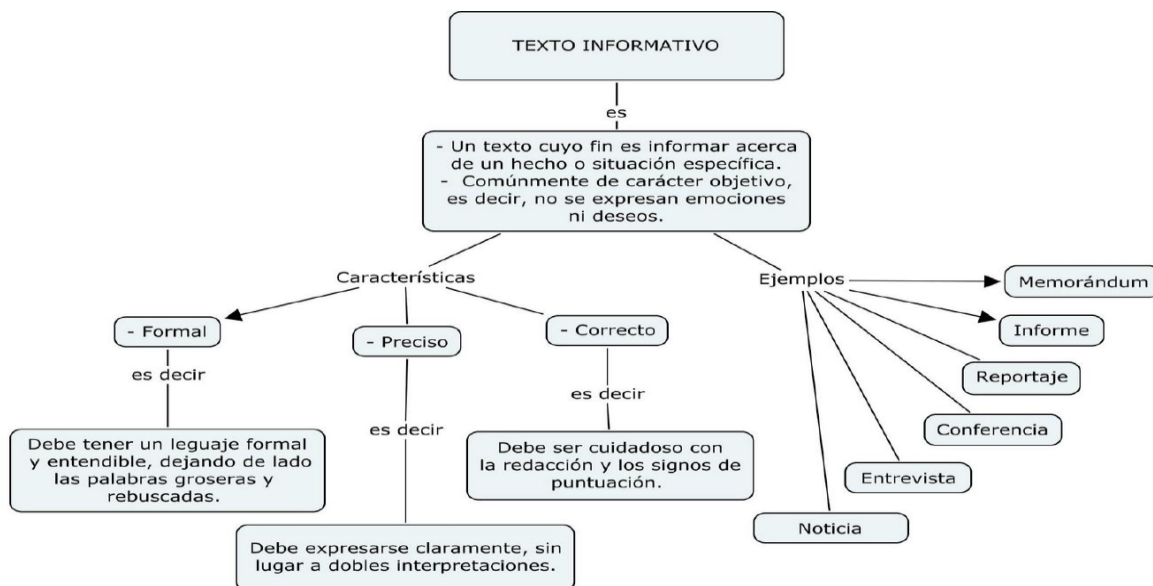 TEXTO INFORMATIVO
es
- Un texto cuyo fin es informar acerca
de un hecho o situación específica.
- Comúnmente de carácter objetivo,
es decir, no se expresan emociones
ni deseos.
Características
- Formal
es decir
Debe tener un leguaje formal
y entendible, dejando de lado
las palabras groseras y
rebuscadas.
- Preciso
es decir
Debe expresarse claramente, sin
lugar a dobles interpretaciones.
- Correcto
es decir
Debe ser cuidadoso con
la redacción y los signos de
puntuación.
Ejemplos
Memorándum
Informe
Reportaje
Conferencia
Entrevista
Noticia